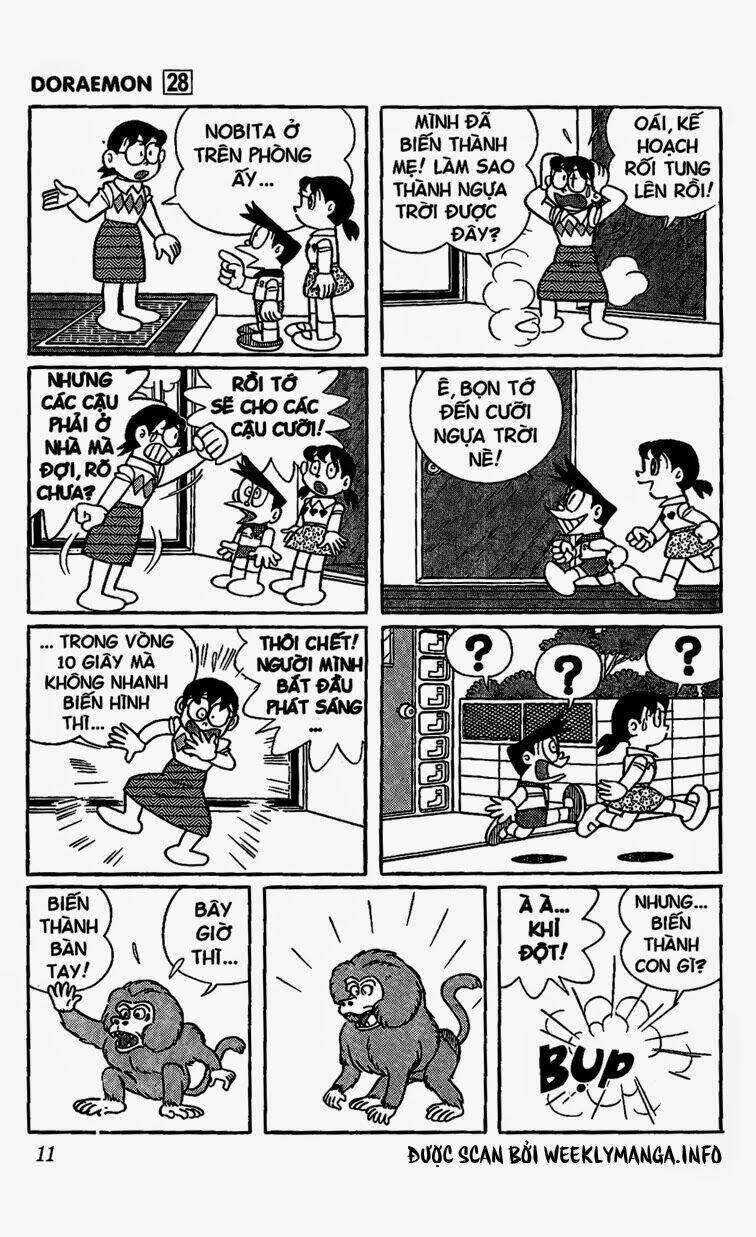 DORAEMON 28
OÁI, KẾ
HOẠCH
RỐI TUNG
LÊN RỒI!
MÌNH ĐÃ
BIẾN THÀNH
MẸ! LÀM SAO
THÀNH NGỰA
TRỜI ĐƯỢC
ĐÂY?
NOBITA Ở
TRÊN PHÒNG
ẤY...
Ê, BỌN TỚ
ĐẾN CƯỠI
NGỰA TRỜI
NÈ!
RỒI TỚ
SẼ CHO CÁC
CẬU CƯỠI!
NHƯNG
CÁC CẬU
PHẢI Ở
NHÀ MÀ
ĐỢI, RÕ
CHƯA?
?
?
?
THÔI CHẾT!
NGƯỜI MÌNH
BẮT ĐẦU
PHÁT SÁNG
...
... TRONG VÒNG
10 GIÂY MÀ
KHÔNG NHANH
BIẾN HÌNH
THÌ...
NHƯNG...
BIẾN
THÀNH
CON GÌ?
À À...
KHỈ
ĐỘT!
BỤP
BÂY
GIỜ
THÌ...
BIẾN
THÀNH
BÀN
TAY!
11
ĐƯỢC SCAN BỞI WEEKLYMANGA.INFO